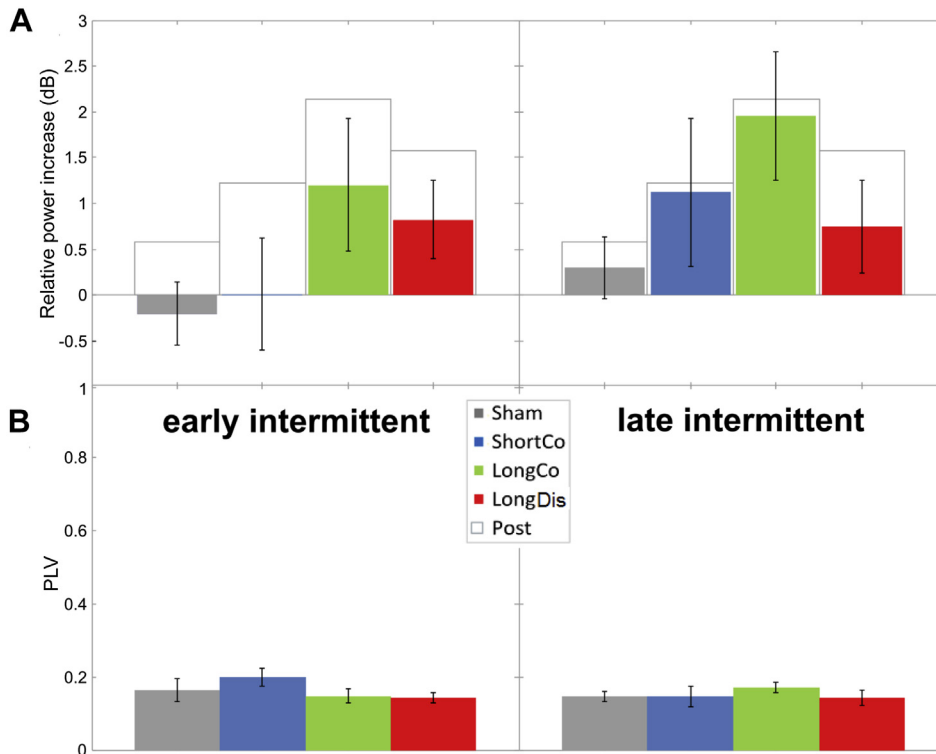 A
Relative power increase (dB)
3
2.5
2
1.5
1
0.5
0
-0.5
1
B
early intermittent
late intermittent
Sham
ShortCo
LongCo
LongDis
Post
PLV
0.8
0.6
0.4
0.2
0